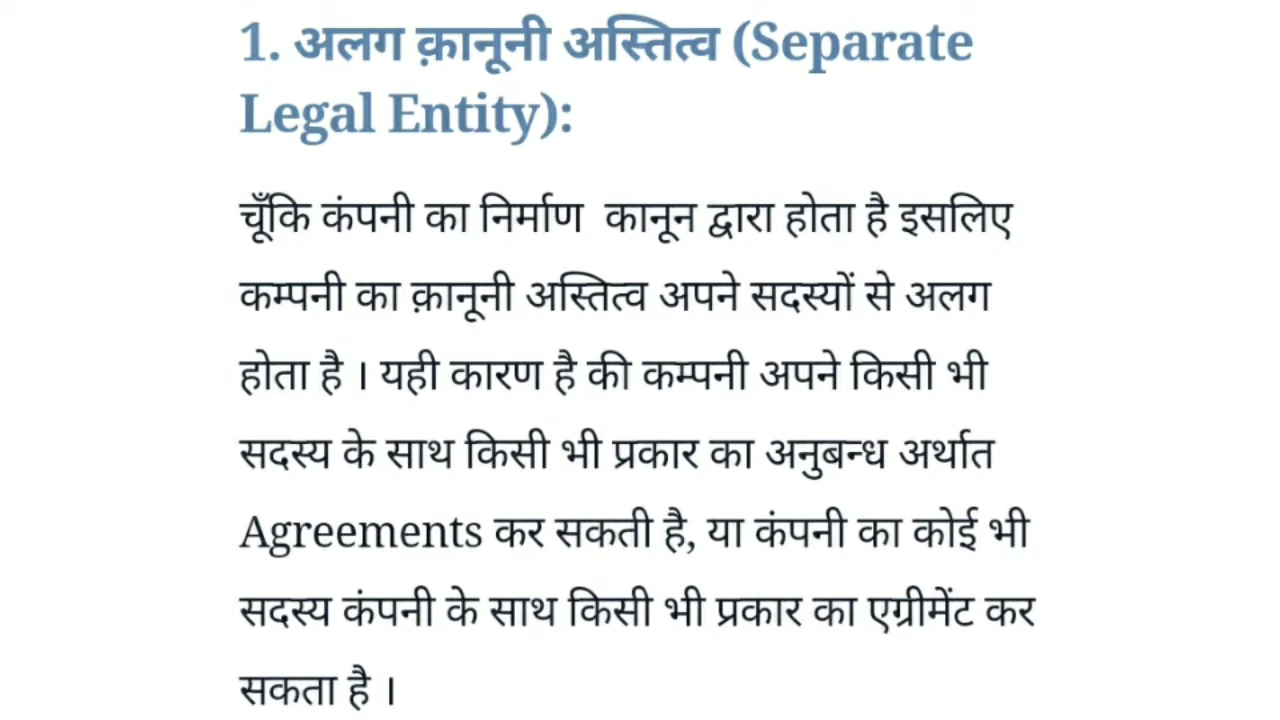 1. अलग क़ानूनी अस्तित्व (Separate
Legal Entity):
चूँकि कंपनी का निर्माण कानून द्वारा होता है इसलिए
कम्पनी का क़ानूनी अस्तित्व अपने सदस्यों से अलग
होता है । यही कारण है की कम्पनी अपने किसी भी
सदस्य के साथ किसी भी प्रकार का अनुबन्ध अर्थात
Agreements कर सकती है, या कंपनी का कोई भी
सदस्य कंपनी के साथ किसी भी प्रकार का एग्रीमेंट कर
सकता है ।